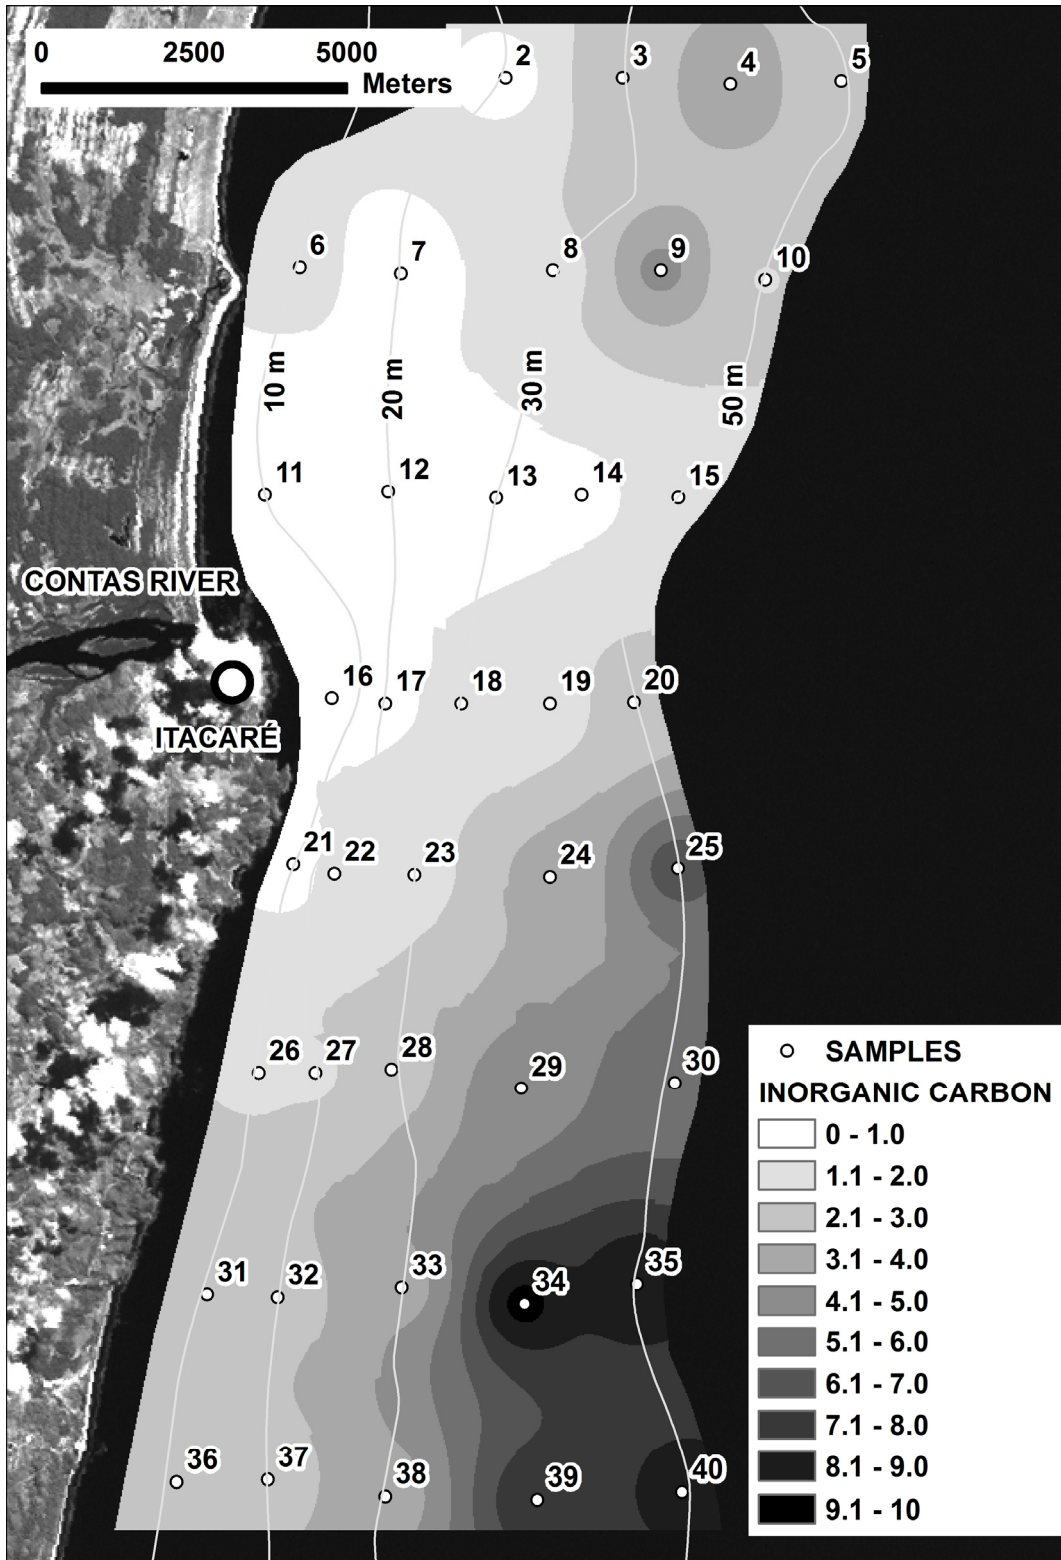 0 2500 5000
Meters
2 3 4 5
6 7 8 9 10
10 m 20 m 30 m 50 m
11 12 13 14 15
CONTAS RIVER
16 17 18 19 20
ITACARÉ
21 22 23 24 25
26 27 28 29 30
SAMPLES
INORGANIC CARBON
0 - 1.0
1.1 - 2.0
2.1 - 3.0
3.1 - 4.0
4.1 - 5.0
5.1 - 6.0
6.1 - 7.0
7.1 - 8.0
8.1 - 9.0
9.1 - 10
31 32 33 34 35
36 37 38 39 40